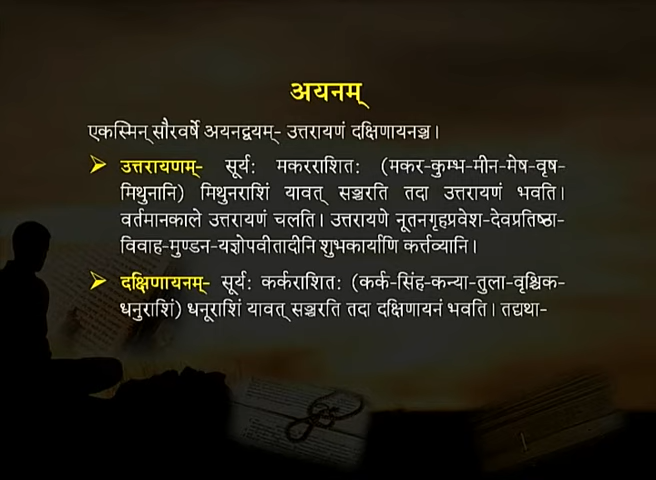 अयनम्
एकस्मिन् सौरवर्षे अयनद्वयम्- उत्तरायणं दक्षिणायनञ्च।
➤ उत्तरायणम्- सूर्य: मकरराशित: (मकर-कुम्भ-मीन-मेष-वृष-
मिथुनानि) मिथुनराशिं यावत् सञ्चरति तदा उत्तरायणं भवति।
वर्तमानकाले उत्तरायणं चलति। उत्तरायणे नूतनगृहप्रवेश-देवप्रतिष्ठा-
विवाह-मुण्डन-यज्ञोपवीतादीनि शुभकार्याणि कर्त्तव्यानि।
➤ दक्षिणायनम्- सूर्य: कर्कराशित: (कर्क-सिंह-कन्या-तुला-वृश्चिक-
धनुराशिं) धनूराशिं यावत् सञ्चरति तदा दक्षिणायनं भवति। तद्यथा-